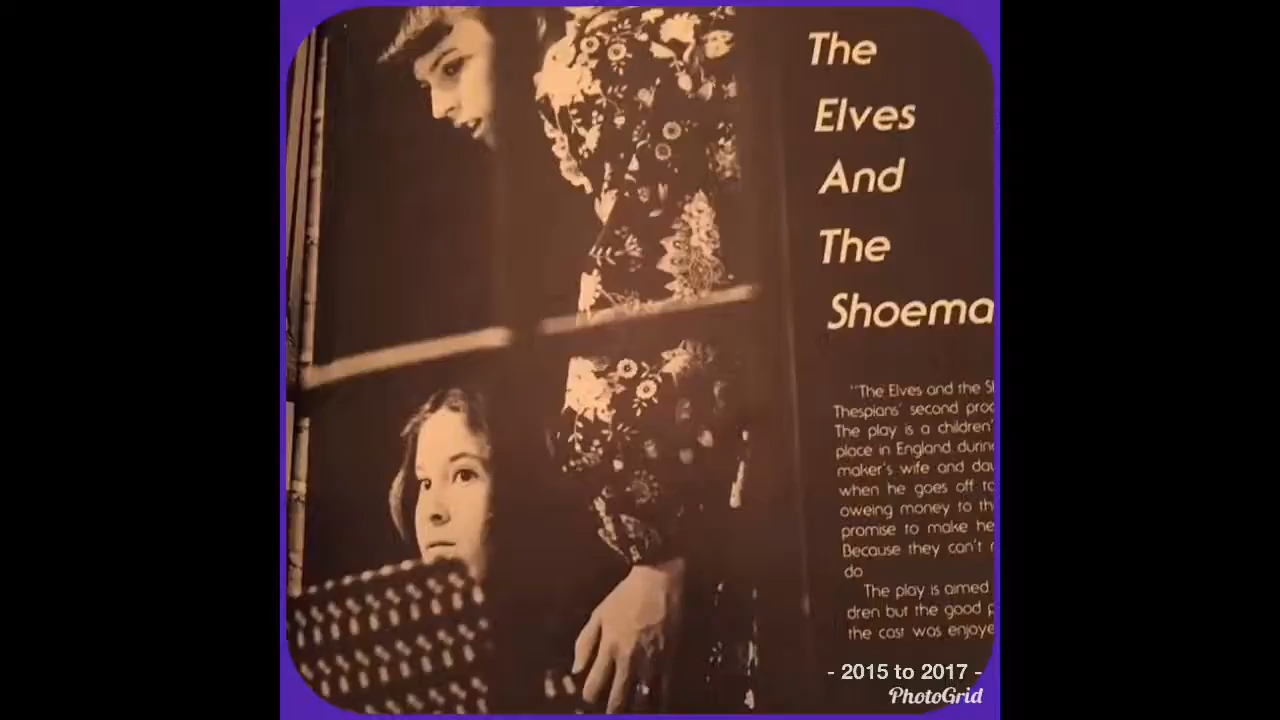 The
Elves
And
The
Shoema
"The Elves and the S
Thespians' second proc
The play is a children'
place in England durin
maker's wife and dau
when he goes off to
oweing money to th
promise to make he
Because they can't
do
The play is aimed
dren but the good p
the cast was enjoye
- 2015 to 2017 -
PhotoGrid